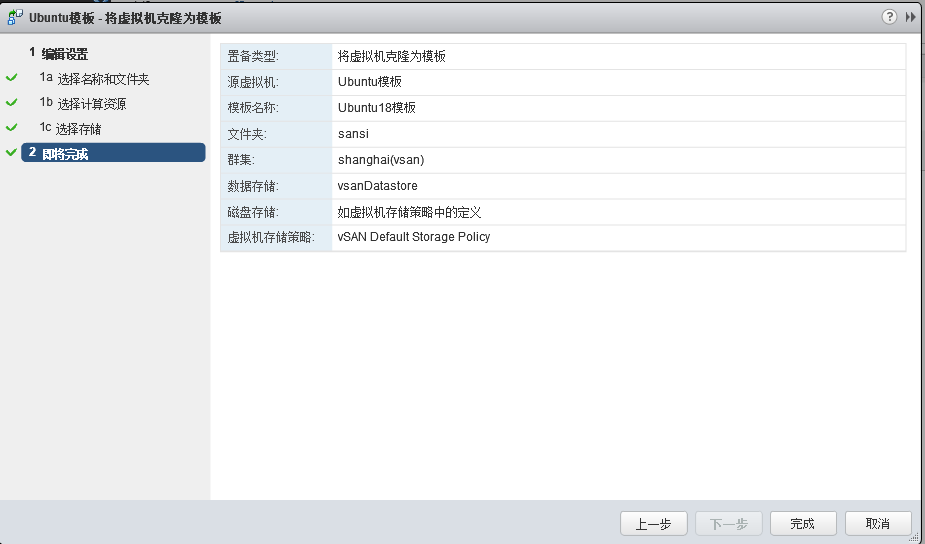 Ubuntu模板 - 将虚拟机克隆为模板
1 编辑设置
1a 选择名称和文件夹
1b 选择计算资源
1c 选择存储
2 即将完成
置备类型: 将虚拟机克隆为模板
源虚拟机: Ubuntu模板
模板名称: Ubuntu18模板
文件夹: sansi
群集: shanghai(vsan)
数据存储: vsanDatastore
磁盘存储: 如虚拟机存储策略中的定义
虚拟机存储策略: vSAN Default Storage Policy
上一步 下一步 完成 取消